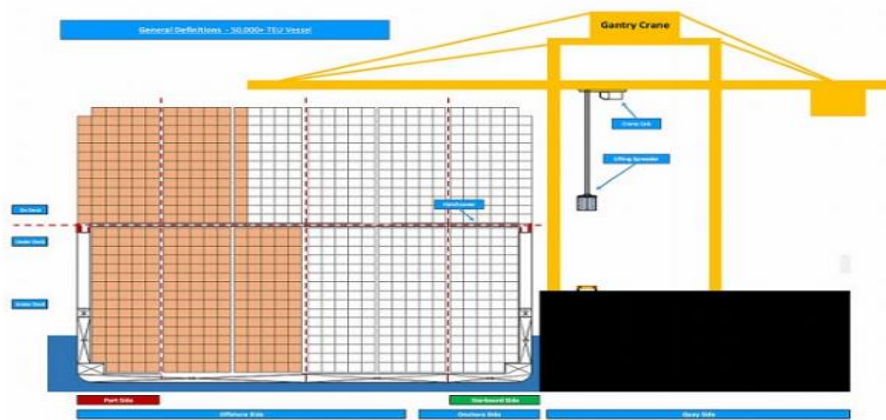 General Definitions - 50,000+ TEU Vessel
Gantry Crane
Crane Cab
Lifting Spreader
Hatchcover
On Deck
Under Deck
Under Deck
Port Side
Starboard Side
Offshore Side
Onshore Side
Quay Side